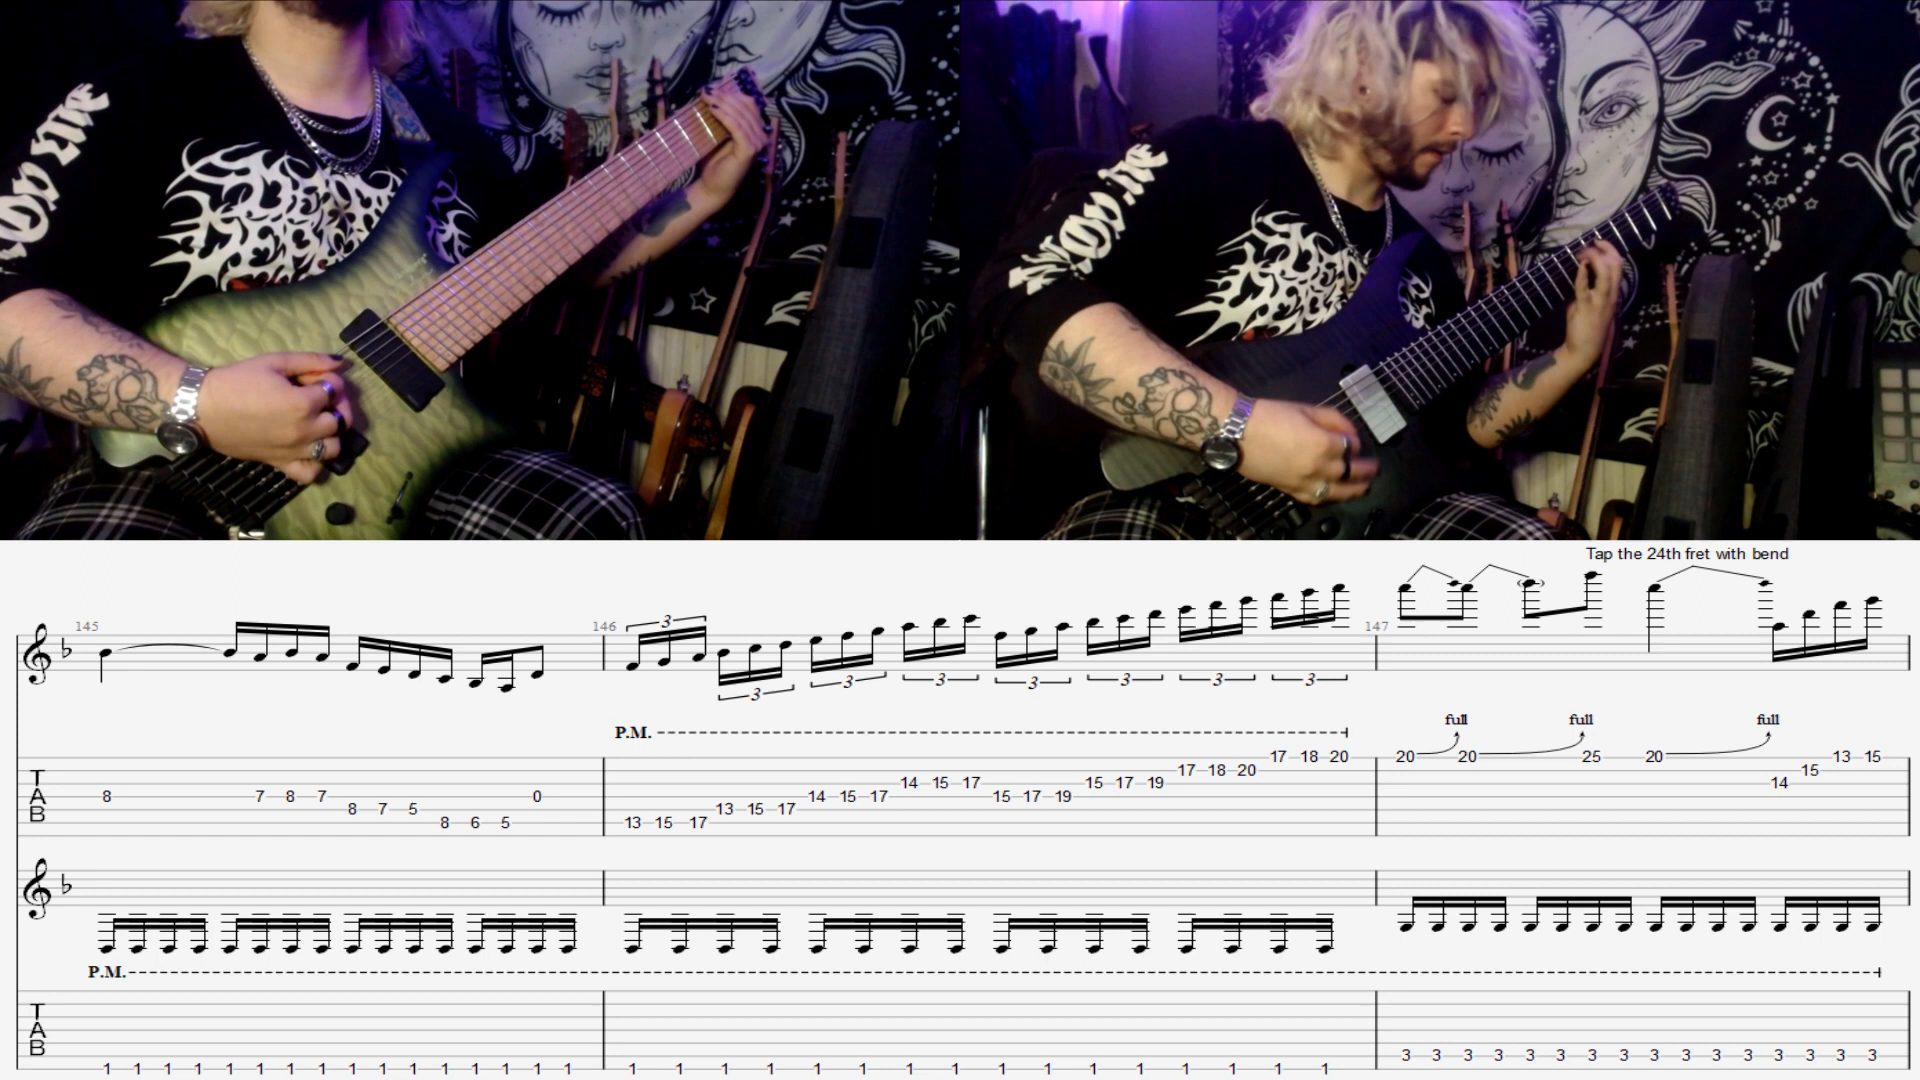 Tap the 24th fret with bend
145 146 147
3
3 3 3 3 3 3 3
P.M.
full full full
20 20 25 20 13 15
17 18 20
17 18 20 15
14 15 17 15 17 19 14
8 7 8 7 0 14 15 17 15 17 19
8 7 5 13 15 17
8 6 5 13 15 17
T
A
B
P.M.
T
A
B
3 3 3 3 3 3 3 3 3 3 3 3 3 3 3 3
1 1 1 1 1 1 1 1 1 1 1 1 1 1 1 1 1 1 1 1 1 1 1 1 1 1 1 1 1 1 1 1